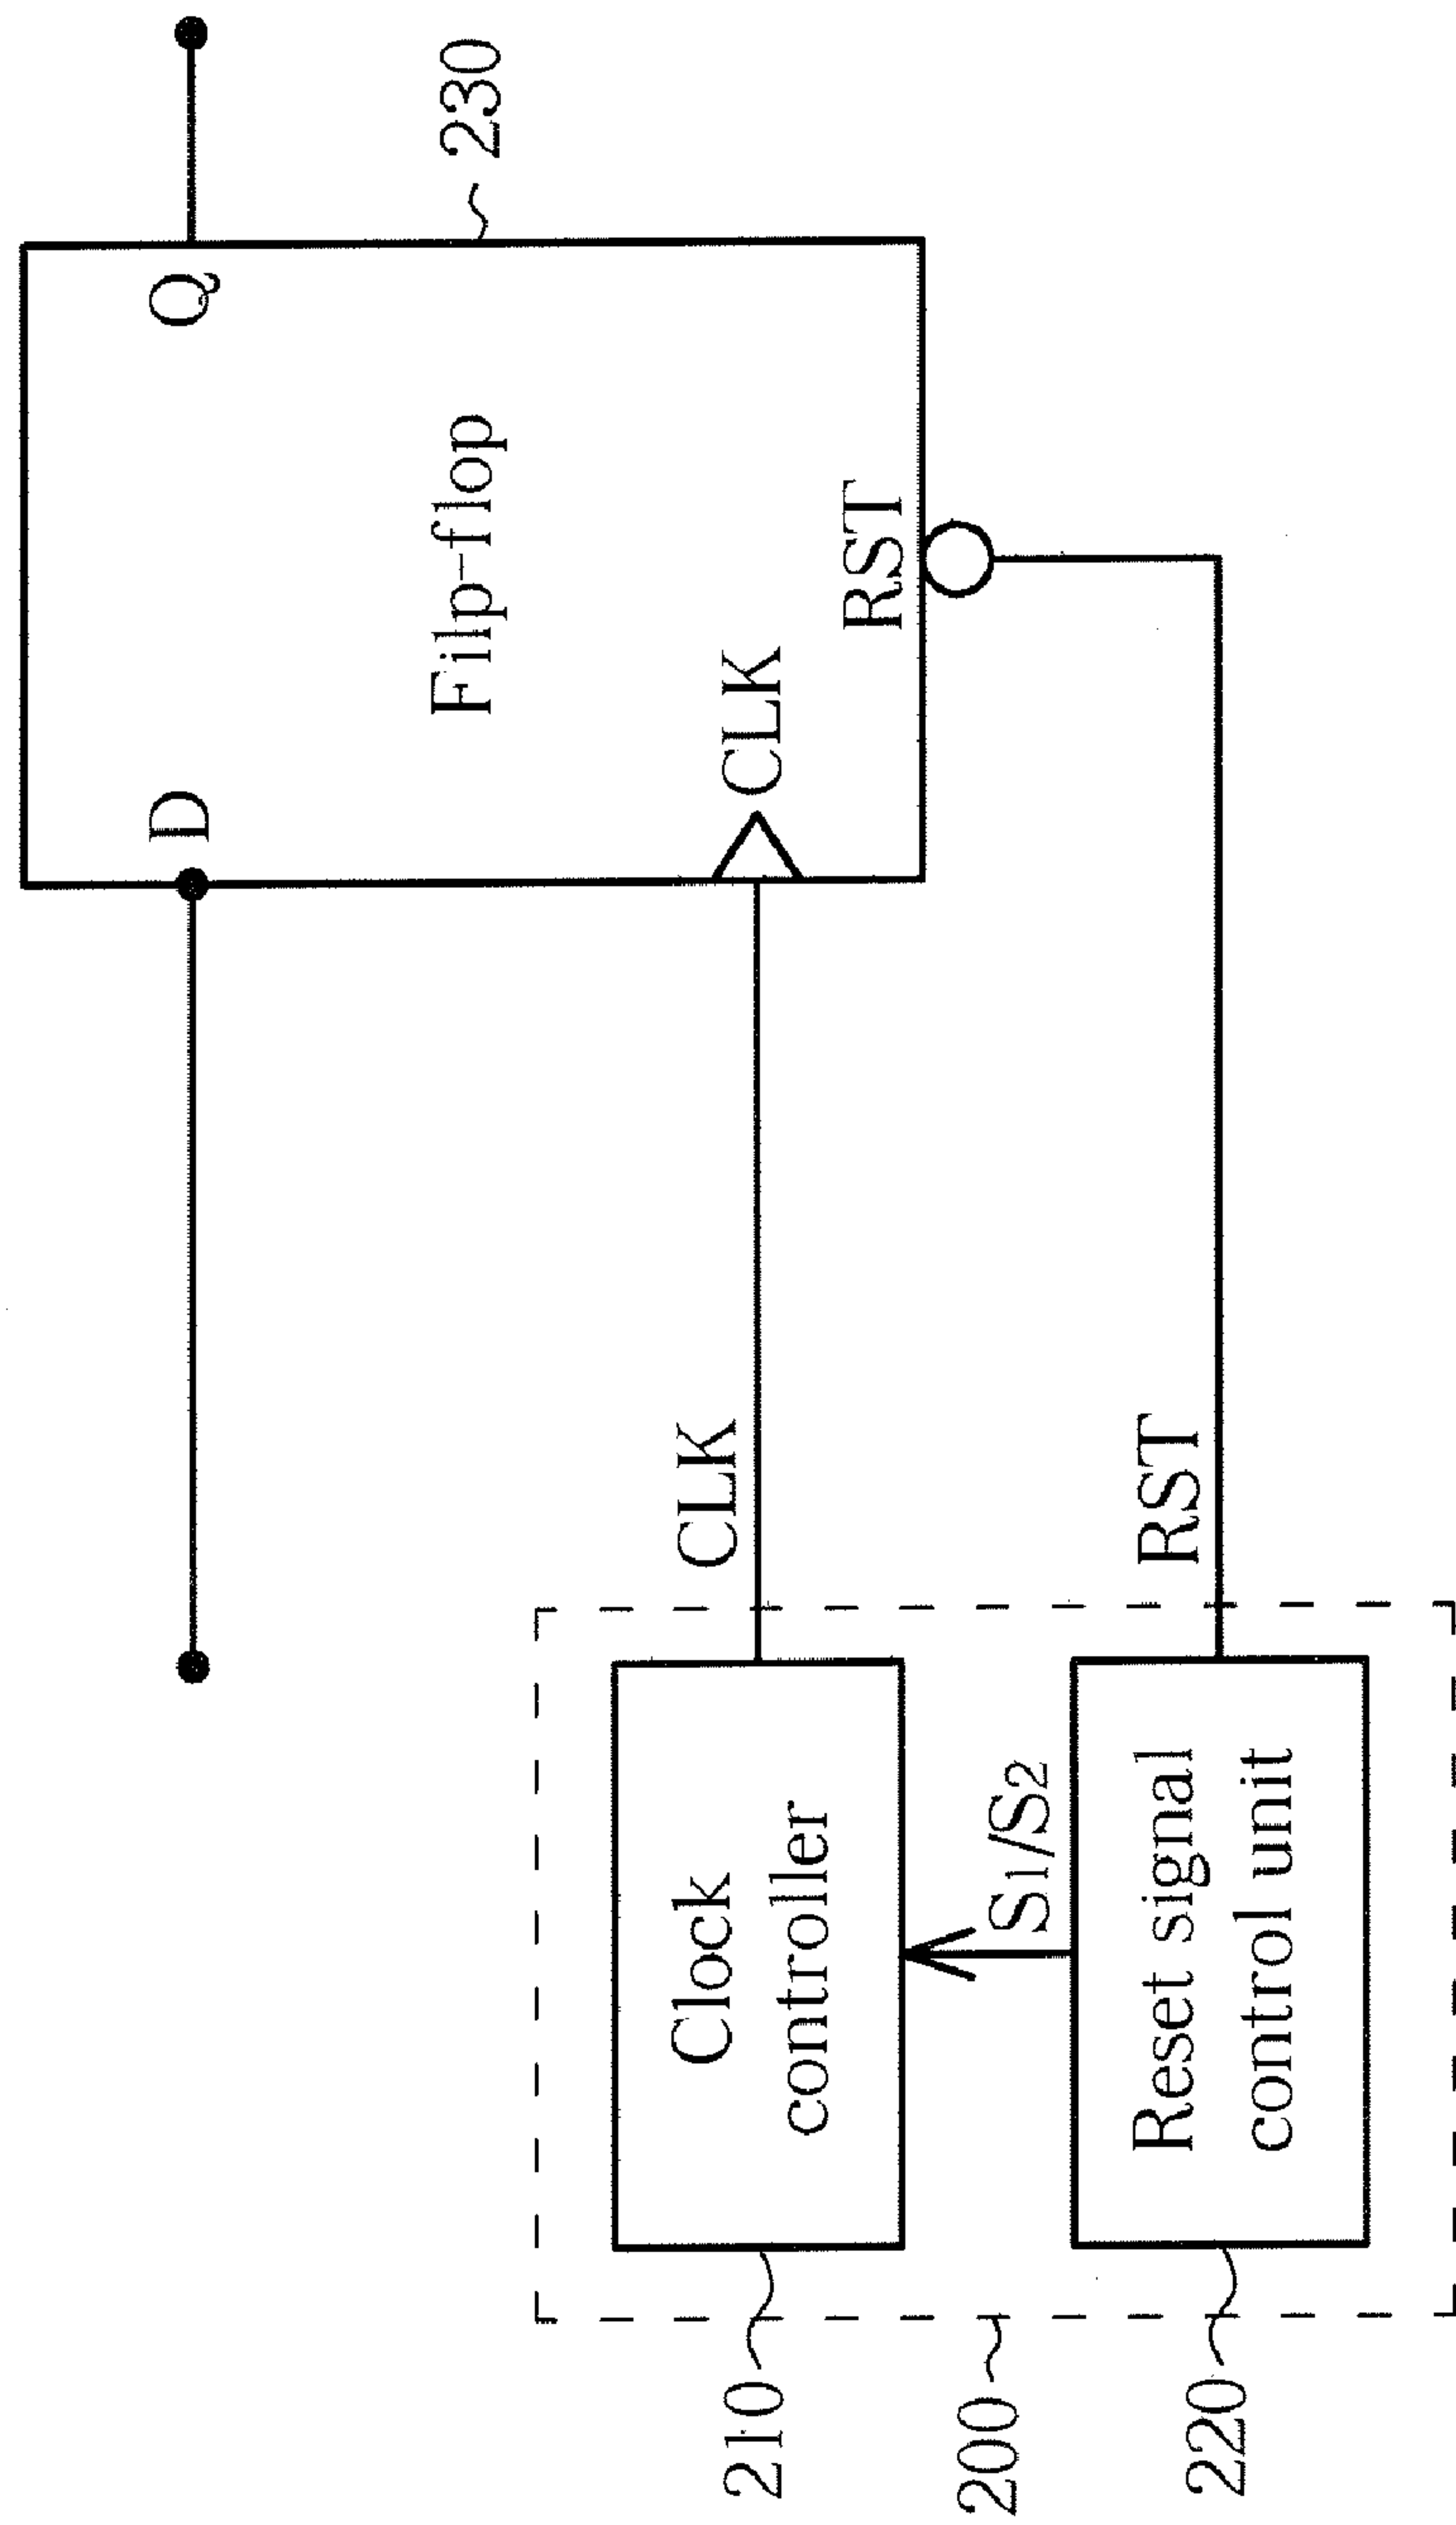 D
Q
Filp-flop
230
CLK
RST
CLK
RST
Clock
controller
S1/S2
Reset signal
control unit
210
200
220